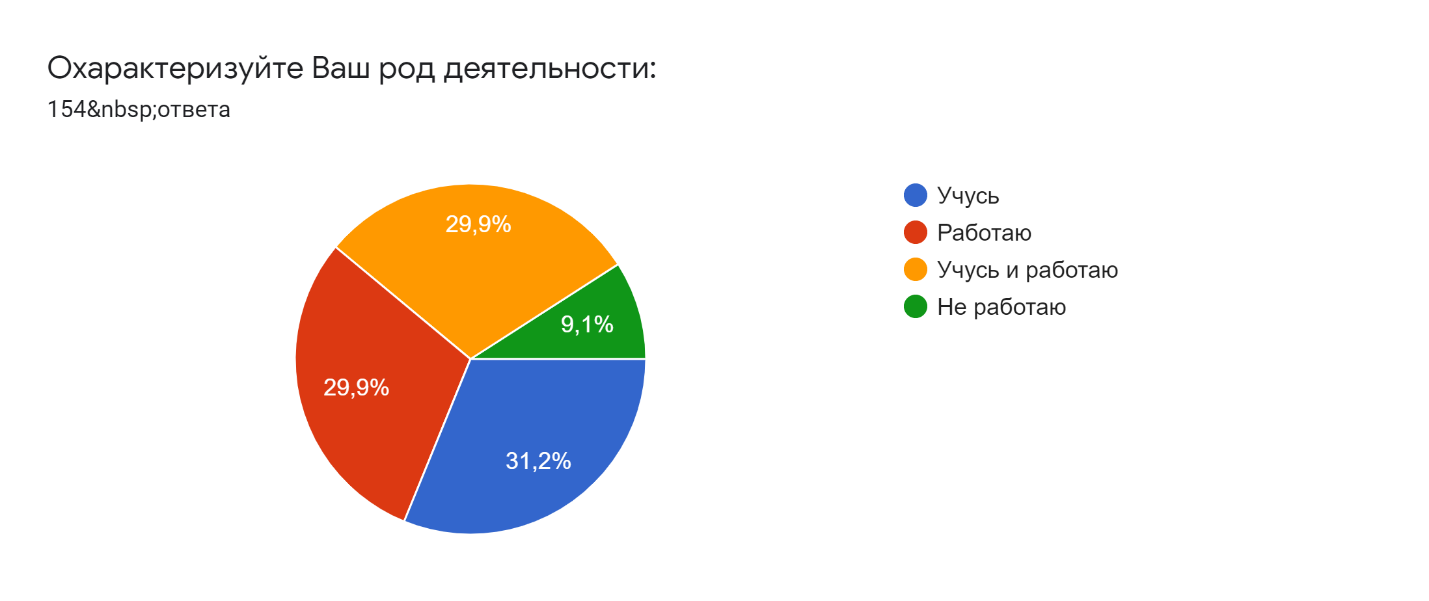 Охарактеризуйте Ваш род деятельности:
154&nbsp;ответа
29,9%
9,1%
29,9%
31,2%
Учусь
Работаю
Учусь и работаю
Не работаю